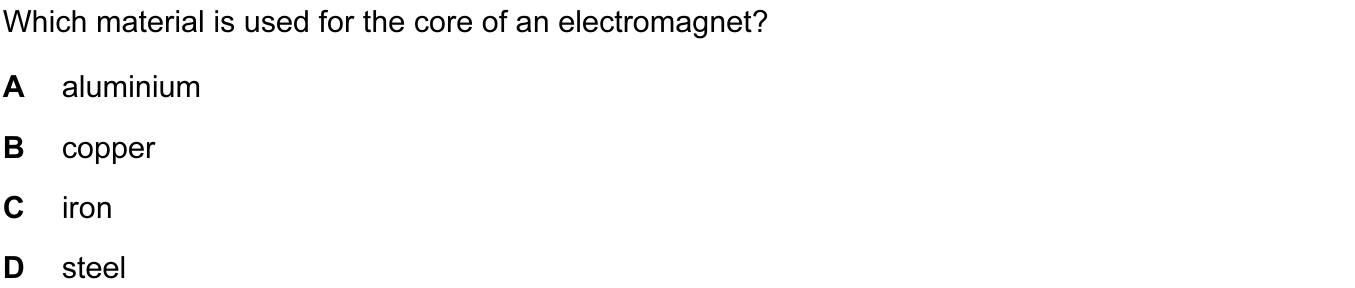 Which material is used for the core of an electromagnet?
A aluminium
B copper
C iron
D steel